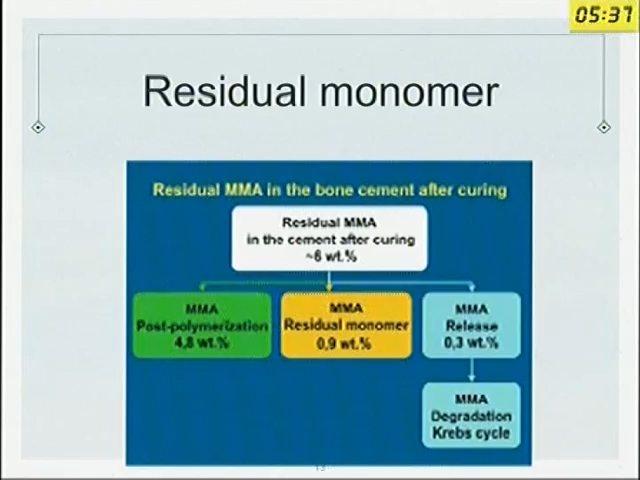 05:37
Residual monomer
Residual MMA in the bone cement after curing
Residual MMA
in the cement after curing
~6 wt.%
MMA
Post-polymerization
4,8 wt.%
MMA
Residual monomer
0,9 wt.%
MMA
Release
0,3 wt.%
MMA
Degradation
Krebs cycle